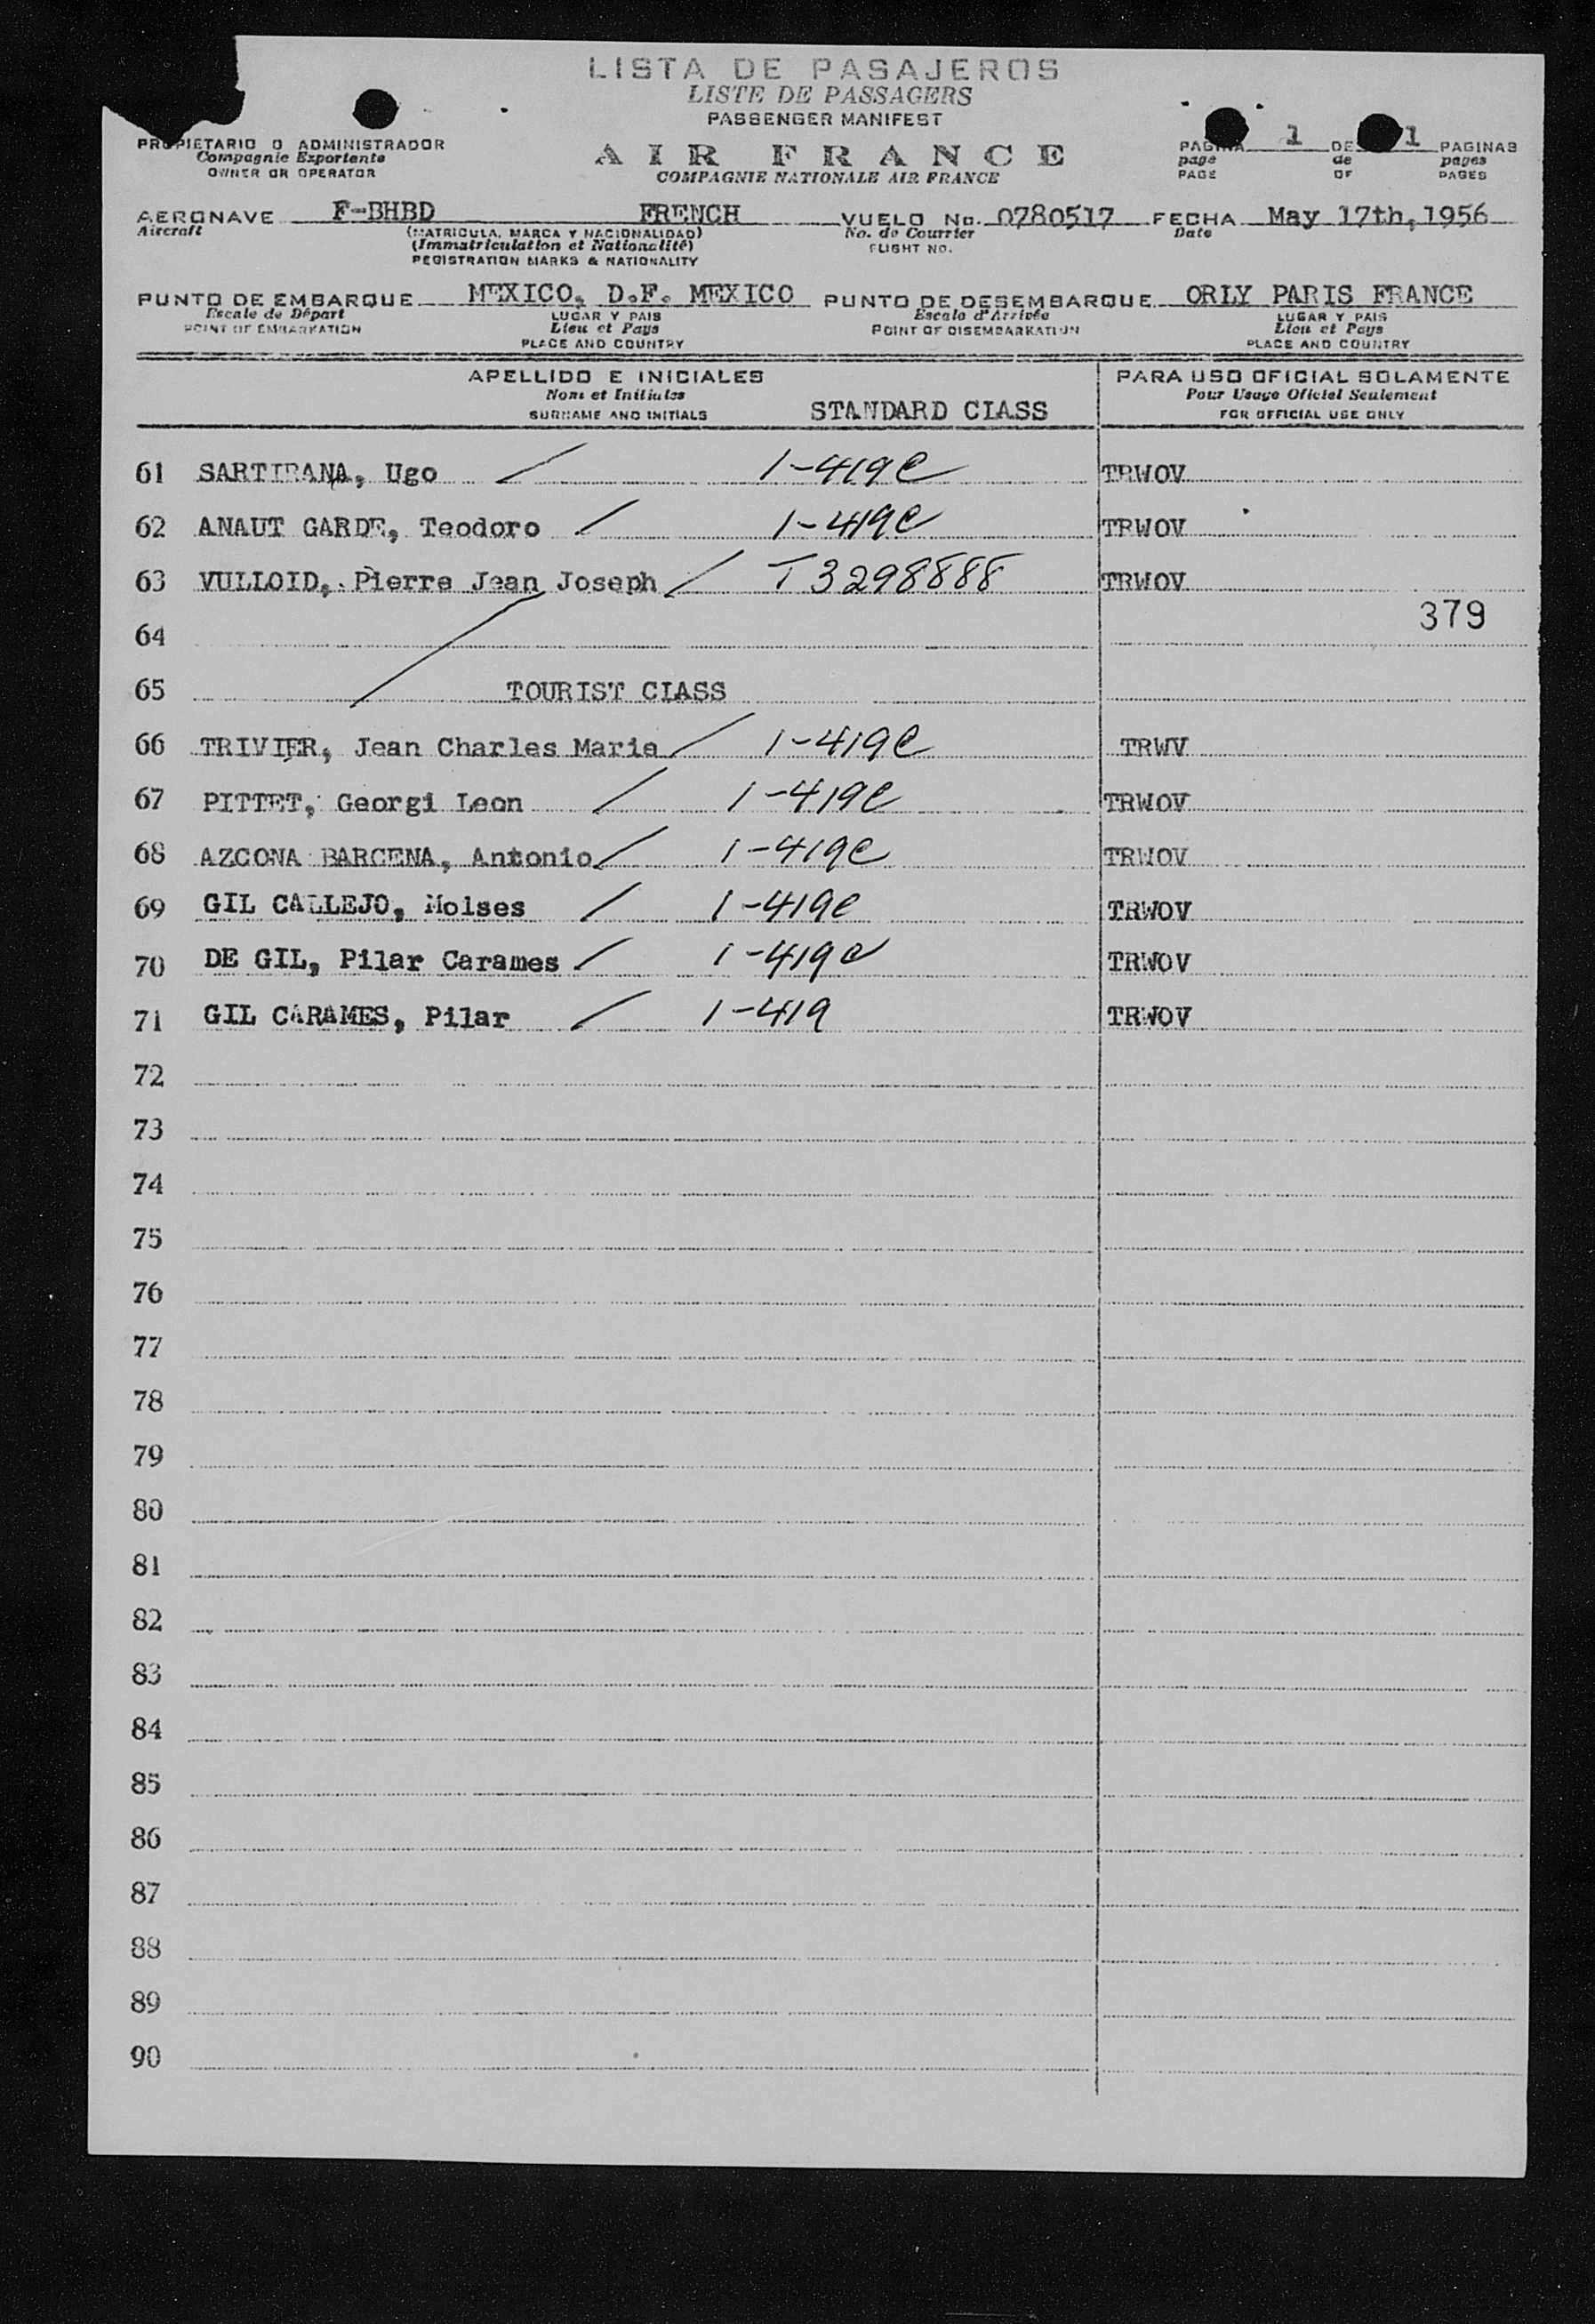 LISTA DE PASAJEROS
LISTE DE PASSAGERS
PASSENGER MANIFEST
PROPIETARIO O ADMINISTRADOR
Compagnie Exportente
OWNER OR OPERATOR
AIR FRANCE
COMPAGNIE NATIONALE AIR FRANCE
PAGINA 1 DE 1 PAGINAS
page de pages
PAGE OF PAGES
AERONAVE F-BHBD FRENCH VUELO No. 0780517 FECHA May 17th, 1956
Aircraft (MATRICULA, MARCA Y NACIONALIDAD) No. de Courrier Date
(Immatriculation et Nationalité) FLIGHT NO.
REGISTRATION MARKS & NATIONALITY
PUNTO DE EMBARQUE MEXICO, D.F. MEXICO PUNTO DE DESEMBARQUE ORLY PARIS FRANCE
Escale de Départ LUGAR Y PAIS Escale d'Arrivée LUGAR Y PAIS
POINT OF EMBARKATION Lieu et Pays POINT OF DISEMBARKATION Lieu et Pays
PLACE AND COUNTRY PLACE AND COUNTRY
APELLIDO E INICIALES PARA USO OFICIAL SOLAMENTE
Nom et Initiales Pour Usage Oficiel Seulement
SURNAME AND INITIALS STANDARD CLASS FOR OFFICIAL USE ONLY
61 SARTIRANA, Ugo / 1-419C TRWOV
62 ANAUT GARDE, Teodoro / 1-419C TRWOV
63 VULLOID, Pierre Jean Joseph / T3298888 TRWOV
379
64
65 TOURIST CLASS
66 TRIVIER, Jean Charles Marie / 1-419C TRWV
67 PITTET, Georgi Leon / 1-419C TRWOV
68 AZCONA BARCENA, Antonio / 1-419C TRWOV
69 GIL CALLEJO, Moises / 1-419C TRWOV
70 DE GIL, Pilar Carames / 1-419C TRWOV
71 GIL CARAMES, Pilar / 1-419 TRWOV
72
73
74
75
76
77
78
79
80
81
82
83
84
85
86
87
88
89
90